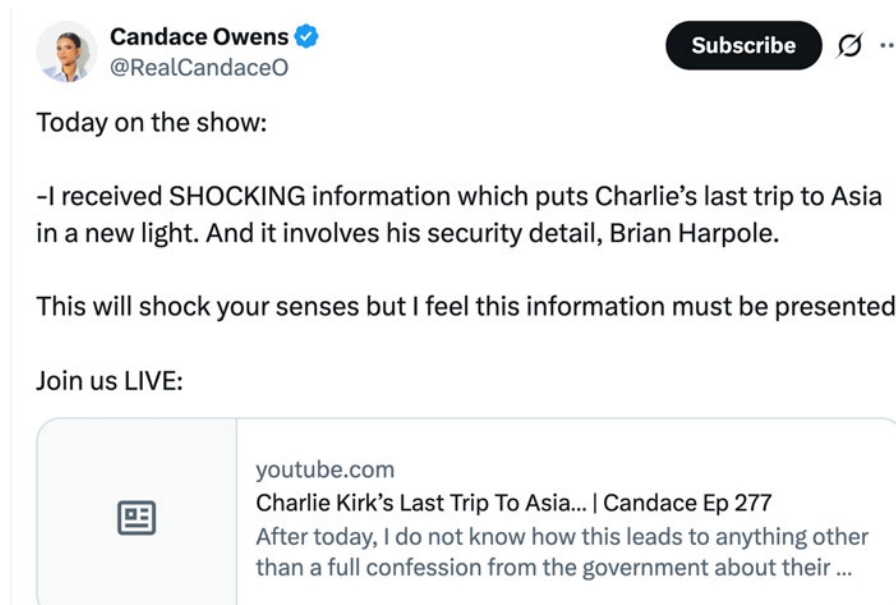 Candace Owens
@RealCandaceO
Subscribe
Today on the show:
-I received SHOCKING information which puts Charlie's last trip to Asia
in a new light. And it involves his security detail, Brian Harpole.
This will shock your senses but I feel this information must be presented
Join us LIVE:
youtube.com
Charlie Kirk's Last Trip To Asia... | Candace Ep 277
After today, I do not know how this leads to anything other
than a full confession from the government about their ...